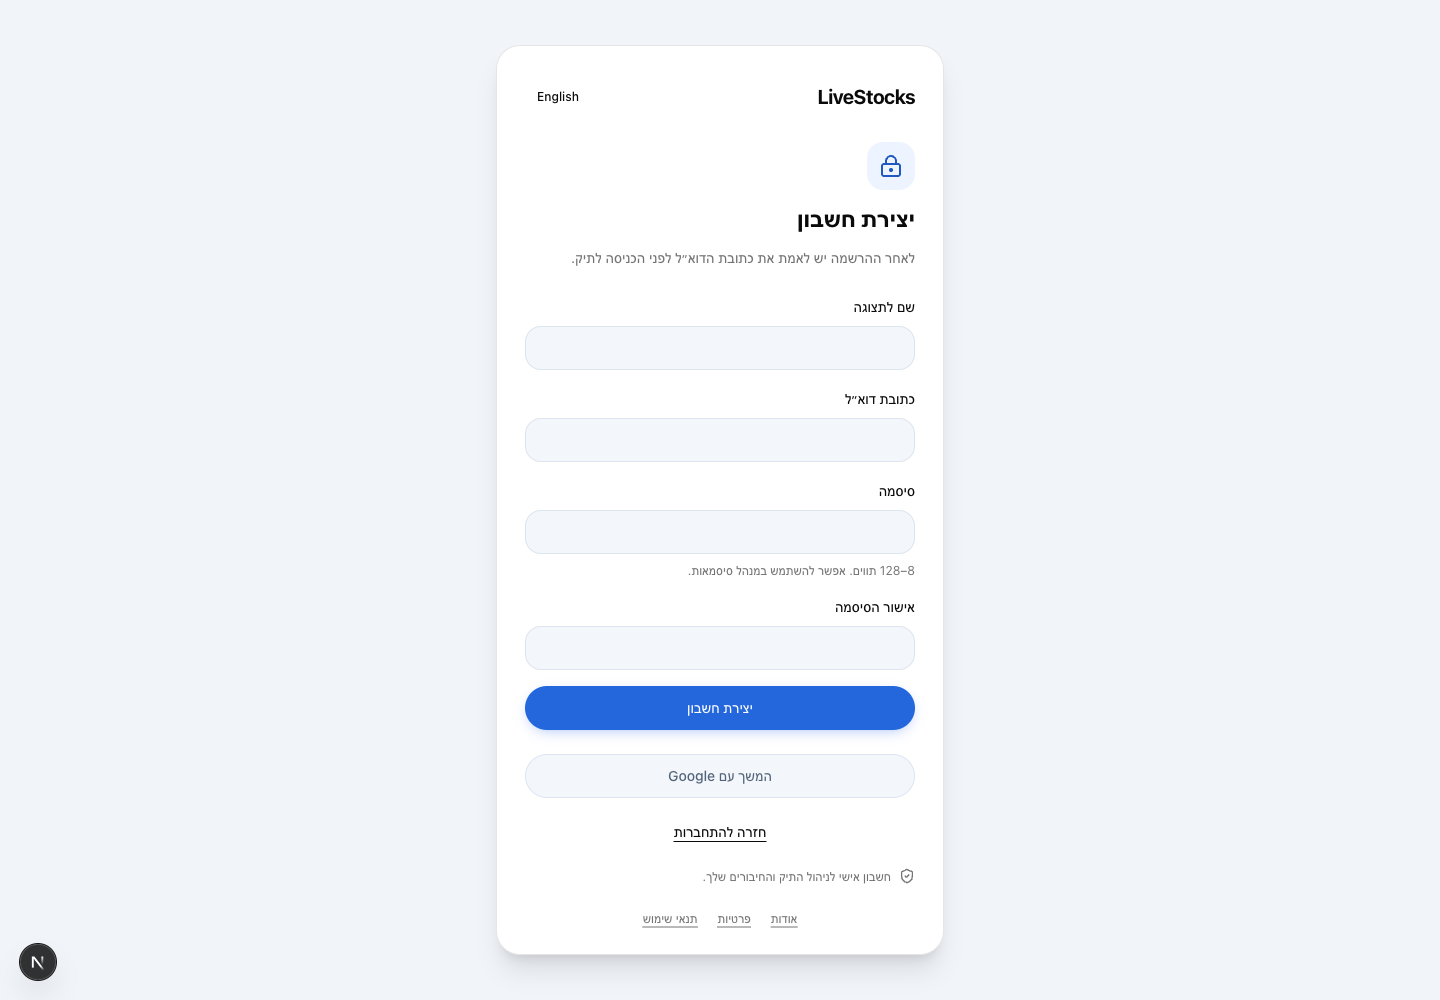 LiveStocks
English
יצירת חשבון
לאחר ההרשמה יש לאמת את כתובת הדוא״ל לפני הכניסה לתיק.
שם לתצוגה
כתובת דוא״ל
סיסמה
8–128 תווים. אפשר להשתמש במנהל סיסמאות.
אישור הסיסמה
יצירת חשבון
המשך עם Google
חזרה להתחברות
חשבון אישי לניהול התיק והחיבורים שלך.
אודות פרטיות תנאי שימוש
N